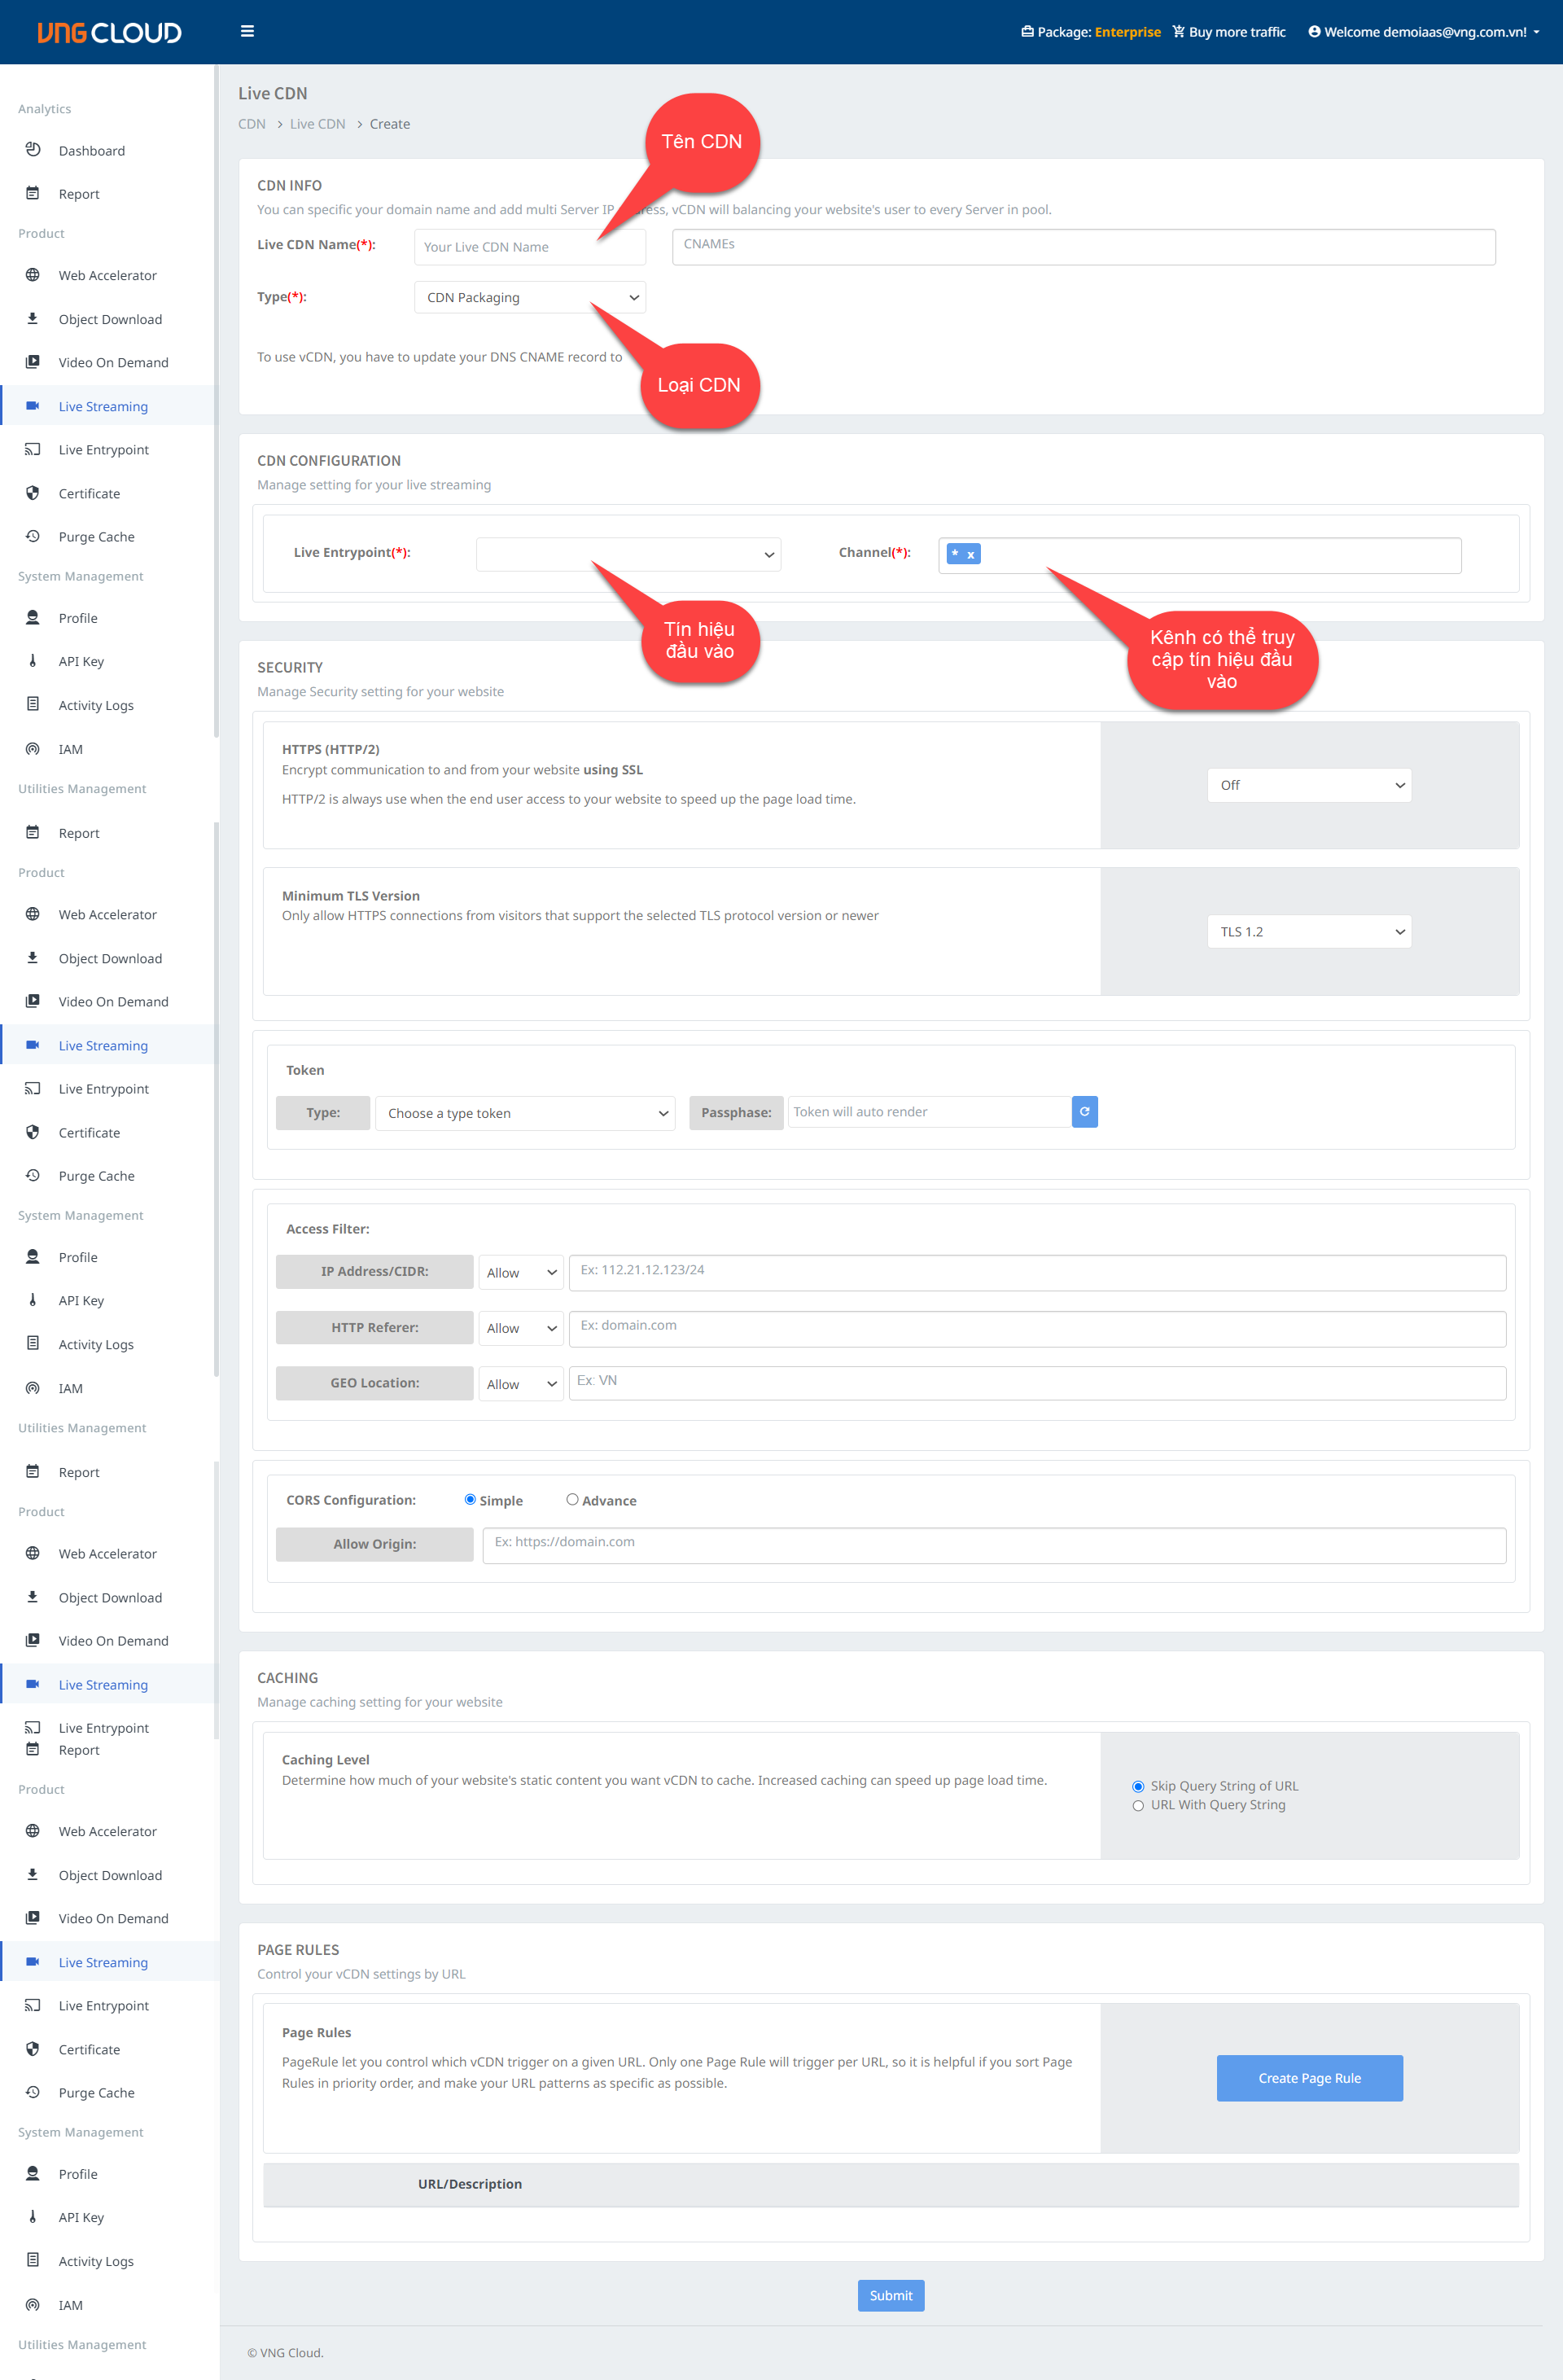 VNG CLOUD
Package: Enterprise
Buy more traffic
Welcome demoiaas@vng.com.vn!
Analytics
Dashboard
Report
Product
Web Accelerator
Object Download
Video On Demand
Live Streaming
Live Entrypoint
Certificate
Purge Cache
System Management
Profile
API Key
Activity Logs
IAM
Utilities Management
Report
Product
Web Accelerator
Object Download
Video On Demand
Live Streaming
Live Entrypoint
Certificate
Purge Cache
System Management
Profile
API Key
Activity Logs
IAM
Utilities Management
Report
Product
Web Accelerator
Object Download
Video On Demand
Live Streaming
Live Entrypoint
Report
Product
Web Accelerator
Object Download
Video On Demand
Live Streaming
Live Entrypoint
Certificate
Purge Cache
System Management
Profile
API Key
Activity Logs
IAM
Utilities Management
Live CDN
CDN > Live CDN > Create
Tên CDN
CDN INFO
You can specific your domain name and add multi Server IP ress, vCDN will balancing your website's user to every Server in pool.
Live CDN Name(*):
Your Live CDN Name
CNAMEs
Type(*):
CDN Packaging
To use vCDN, you have to update your DNS CNAME record to
Loại CDN
CDN CONFIGURATION
Manage setting for your live streaming
Live Entrypoint(*):
Channel(*):
* x
Tín hiệu
đầu vào
Kênh có thể truy
cập tín hiệu đầu
vào
SECURITY
Manage Security setting for your website
HTTPS (HTTP/2)
Encrypt communication to and from your website using SSL
HTTP/2 is always use when the end user access to your website to speed up the page load time.
Off
Minimum TLS Version
Only allow HTTPS connections from visitors that support the selected TLS protocol version or newer
TLS 1.2
Token
Type:
Choose a type token
Passphase:
Token will auto render
Access Filter:
IP Address/CIDR:
Allow
Ex: 112.21.12.123/24
HTTP Referer:
Allow
Ex: domain.com
GEO Location:
Allow
Ex: VN
CORS Configuration:
Simple
Advance
Allow Origin:
Ex: https://domain.com
CACHING
Manage caching setting for your website
Caching Level
Determine how much of your website's static content you want vCDN to cache. Increased caching can speed up page load time.
Skip Query String of URL
URL With Query String
PAGE RULES
Control your vCDN settings by URL
Page Rules
PageRule let you control which vCDN trigger on a given URL. Only one Page Rule will trigger per URL, so it is helpful if you sort Page
Rules in priority order, and make your URL patterns as specific as possible.
Create Page Rule
URL/Description
Submit
© VNG Cloud.